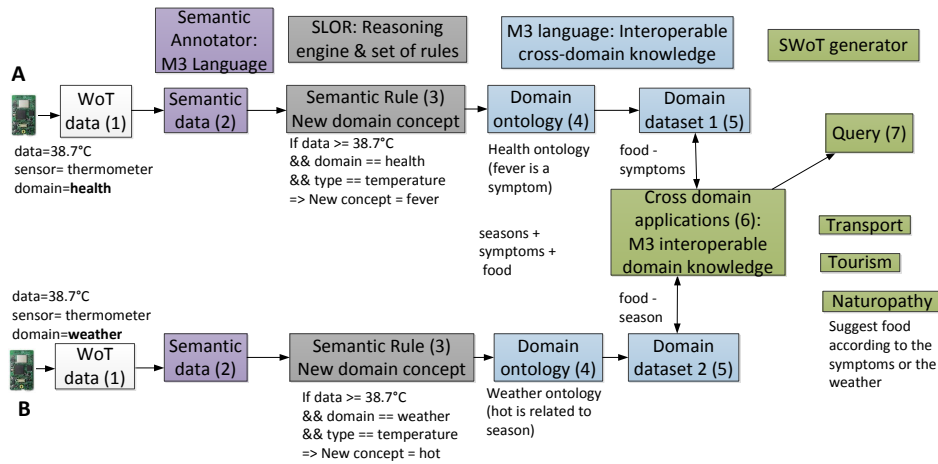 Semantic
Annotator:
M3 Language
SLOR: Reasoning
engine & set of rules
M3 language: Interoperable
cross-domain knowledge
SWoT generator
A
WoT
data (1)
Semantic
data (2)
Semantic Rule (3)
New domain concept
Domain
ontology (4)
Domain
dataset 1 (5)
Query (7)
data=38.7°C
sensor= thermometer
domain=health
If data >= 38.7°C
&& domain == health
&& type == temperature
=> New concept = fever
Health ontology
(fever is a
symptom)
food -
symptoms
seasons +
symptoms +
food
Cross domain
applications (6):
M3 interoperable
domain knowledge
Transport
Tourism
Naturopathy
Suggest food
according to the
symptoms or the
weather
data=38.7°C
sensor= thermometer
domain=weather
food -
season
B
WoT
data (1)
Semantic
data (2)
Semantic Rule (3)
New domain concept
Domain
ontology (4)
Domain
dataset 2 (5)
If data >= 38.7°C
&& domain == weather
&& type == temperature
=> New concept = hot
Weather ontology
(hot is related to
season)